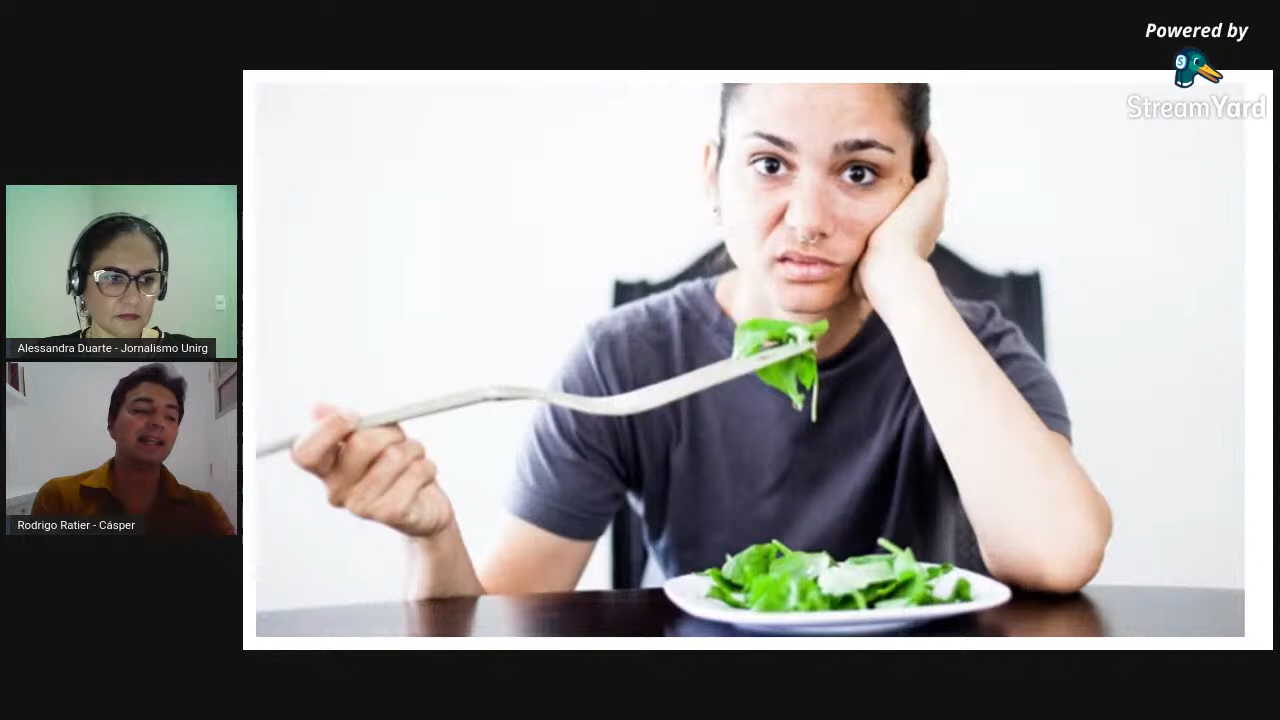 Powered by
S
StreamYard
Alessandra Duarte - Jornalismo Unirg
Rodrigo Ratier - Cásper